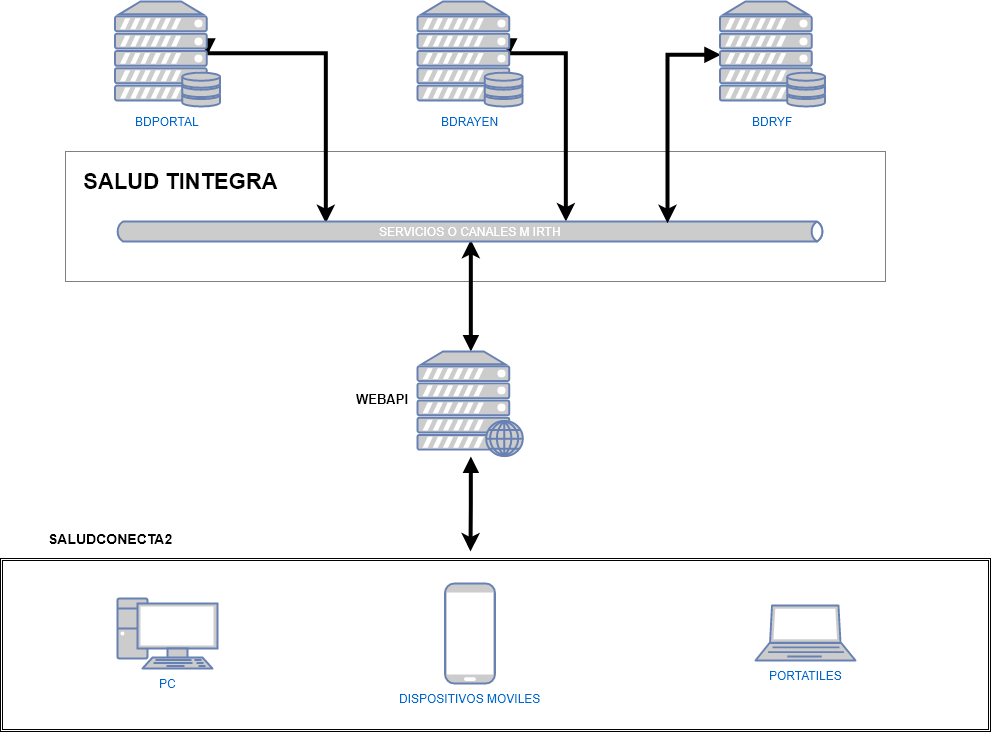 BDPORTAL
BDRAYEN
BDRYF
SALUD TINTEGRA
SERVICIOS O CANALES M IRTH
WEBAPI
SALUDCONECTA2
PC
DISPOSITIVOS MOVILES
PORTATILES